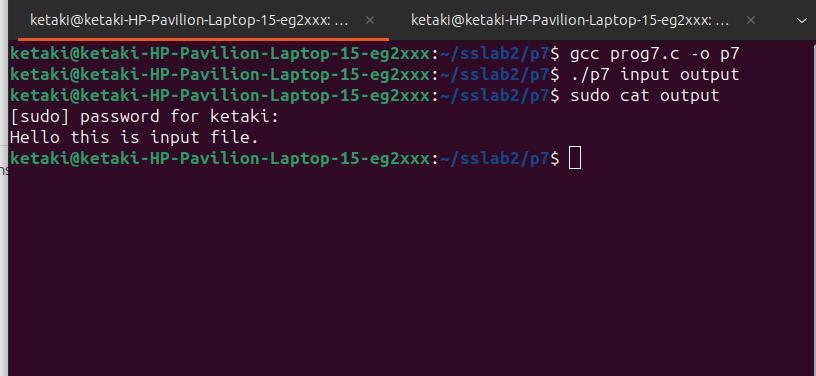 ketaki@ketaki-HP-Pavilion-Laptop-15-eg2xxx: ... × ketaki@ketaki-HP-Pavilion-Laptop-15-eg2xxx: ... ×
ketaki@ketaki-HP-Pavilion-Laptop-15-eg2xxx:~/sslab2/p7$ gcc prog7.c -o p7
ketaki@ketaki-HP-Pavilion-Laptop-15-eg2xxx:~/sslab2/p7$ ./p7 input output
ketaki@ketaki-HP-Pavilion-Laptop-15-eg2xxx:~/sslab2/p7$ sudo cat output
[sudo] password for ketaki:
Hello this is input file.
ketaki@ketaki-HP-Pavilion-Laptop-15-eg2xxx:~/sslab2/p7$